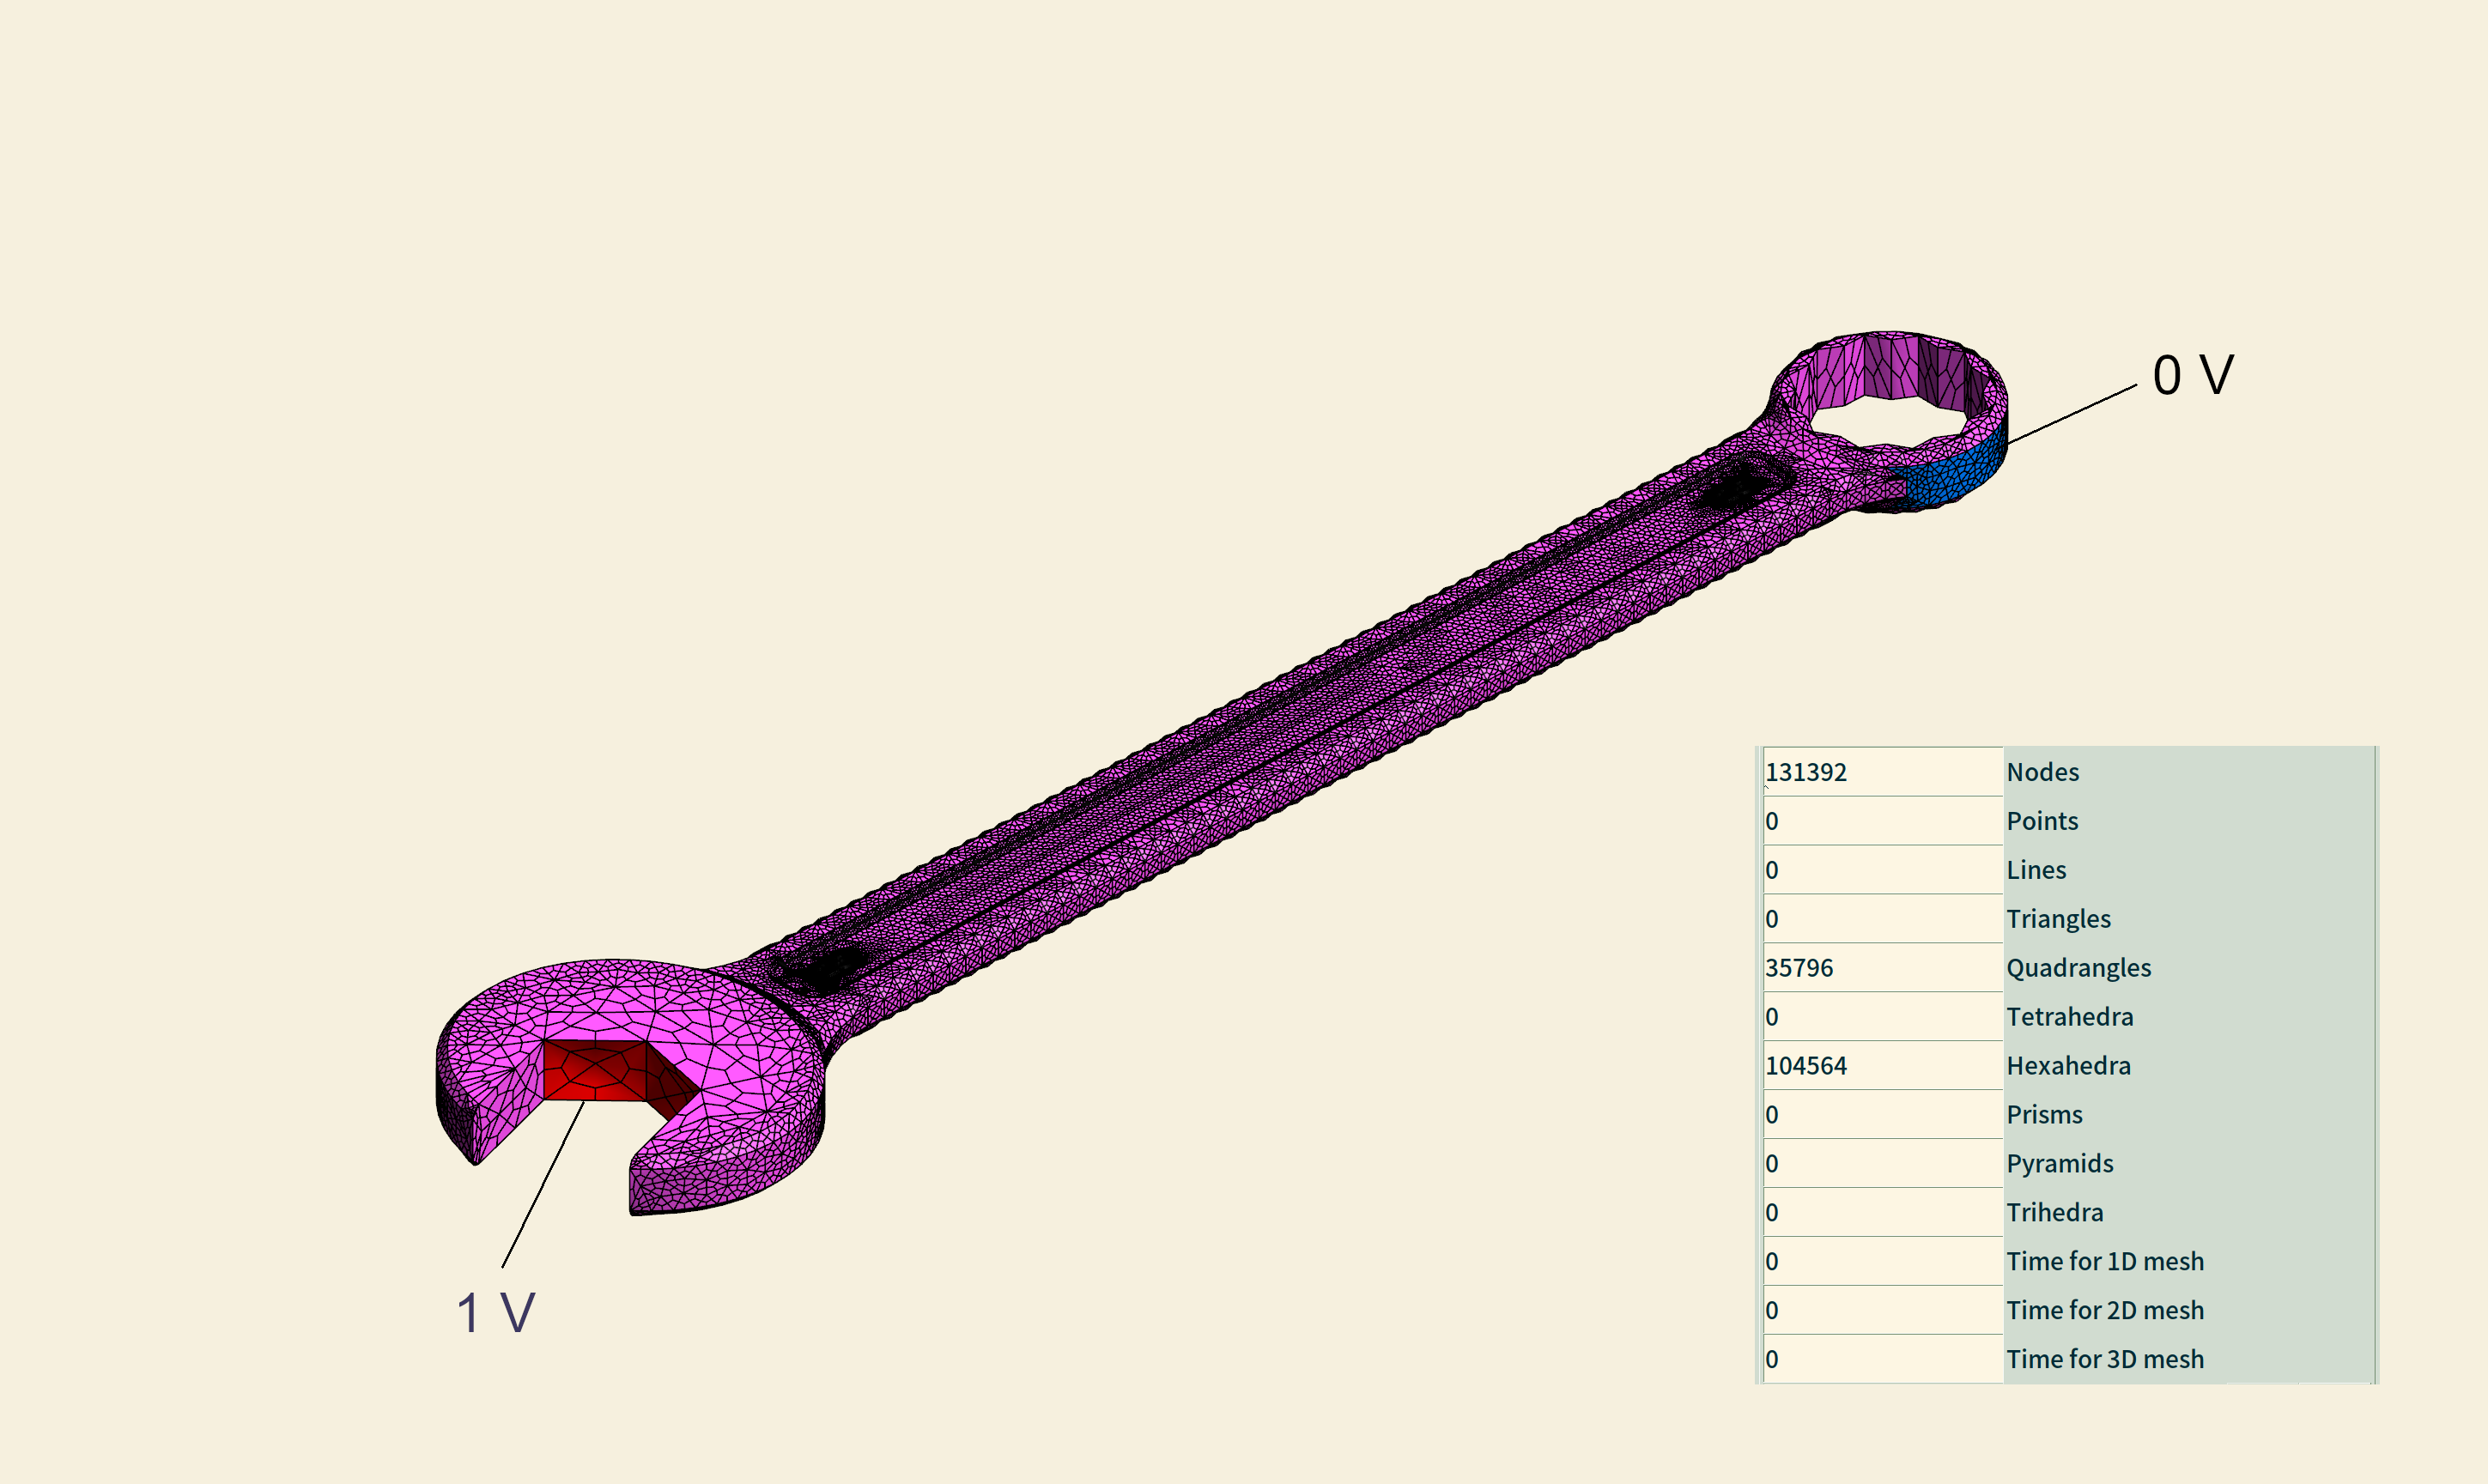 0 V
131392 Nodes
0 Points
0 Lines
0 Triangles
35796 Quadrangles
0 Tetrahedra
104564 Hexahedra
0 Prisms
0 Pyramids
0 Trihedra
0 Time for 1D mesh
0 Time for 2D mesh
0 Time for 3D mesh
1 V